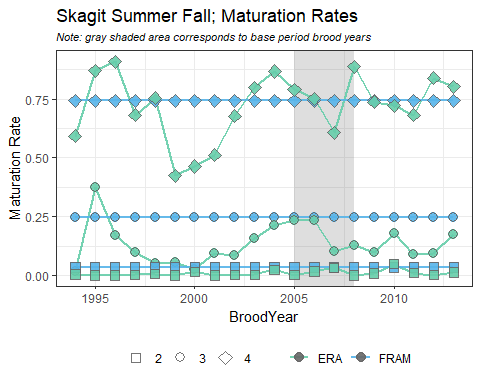 Skagit Summer Fall; Maturation Rates
Note: gray shaded area corresponds to base period brood years
Maturation Rate
0.75
0.50
0.25
0.00
1995 2000 2005 2010
BroodYear
2 3 4 ERA FRAM